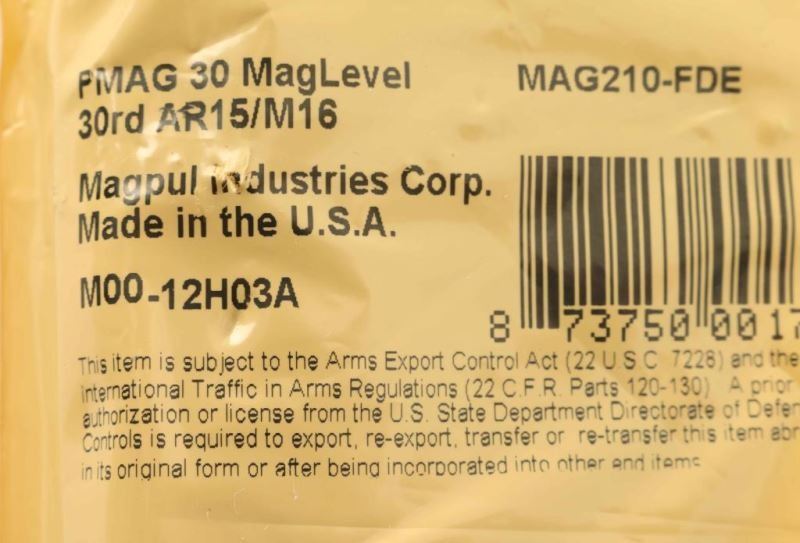 PMAG 30 MagLevel
30rd AR15/M16
MAG210-FDE
Magpul Industries Corp.
Made in the U.S.A.
M00-12H03A
8 73750 0017
This item is subject to the Arms Export Control Act (22 U S C 7228) and the
International Traffic in Arms Regulations (22 C.F.R. Parts 120-130) A prior
authorization or license from the U.S. State Department Directorate of Defen
Controls is required to export, re-export, transfer or re-transfer this item abr
in its original form or after being incorporated into other end items